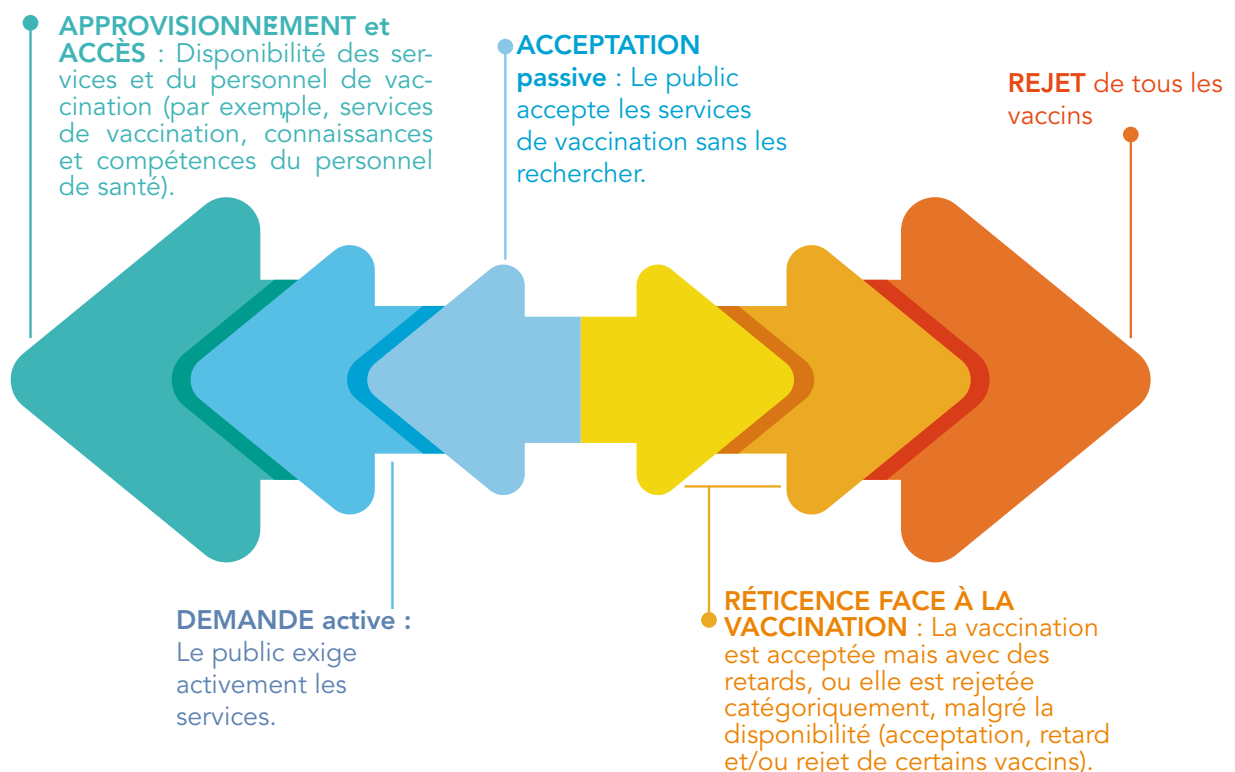 APPROVISIONNEMENT et
ACCÈS : Disponibilité des ser-
vices et du personnel de vac-
cination (par exemple, services
de vaccination, connaissances
et compétences du personnel
de santé).
ACCEPTATION
passive : Le public
accepte les services
de vaccination sans les
rechercher.
REJET de tous les
vaccins
DEMANDE active :
Le public exige
activement les
services.
RÉTICENCE FACE À LA
VACCINATION : La vaccination
est acceptée mais avec des
retards, ou elle est rejetée
catégoriquement, malgré la
disponibilité (acceptation, retard
et/ou rejet de certains vaccins).